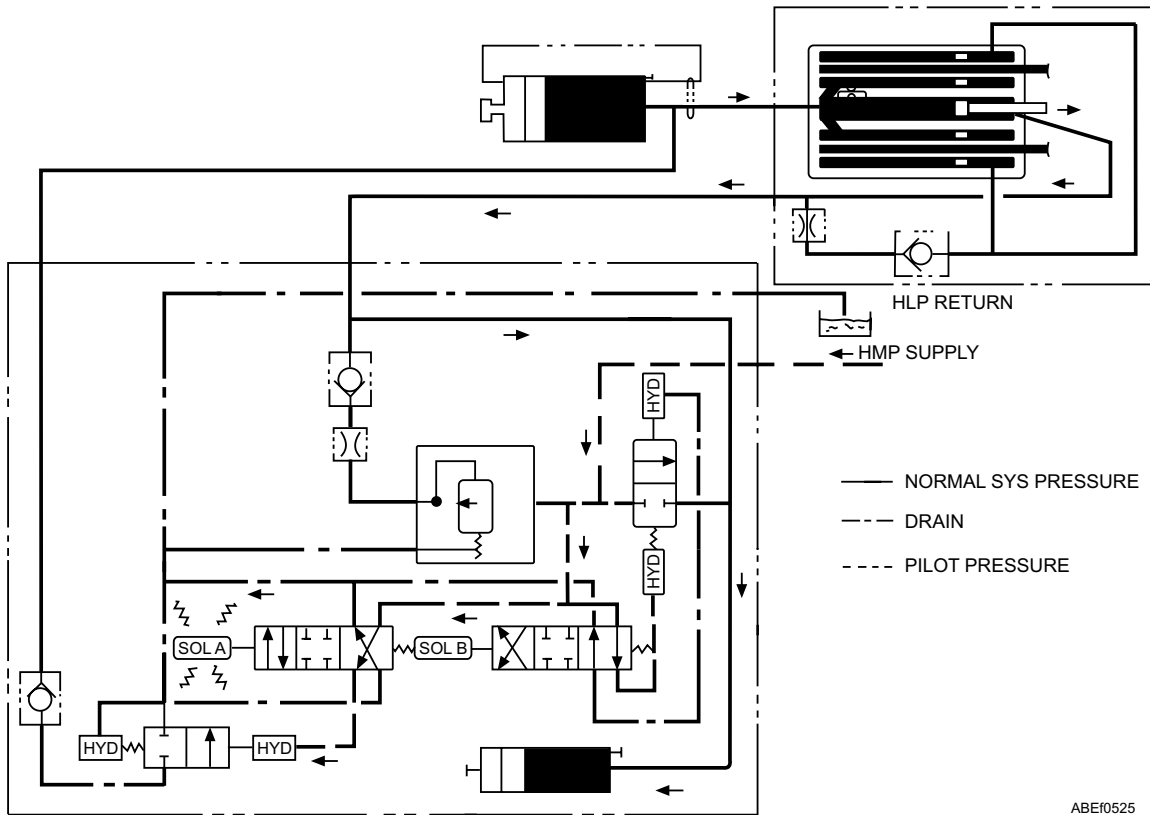 HLP RETURN
HMP SUPPLY
HYD
NORMAL SYS PRESSURE
DRAIN
HYD
PILOT PRESSURE
SOL A
SOL B
HYD
HYD
ABEf0525